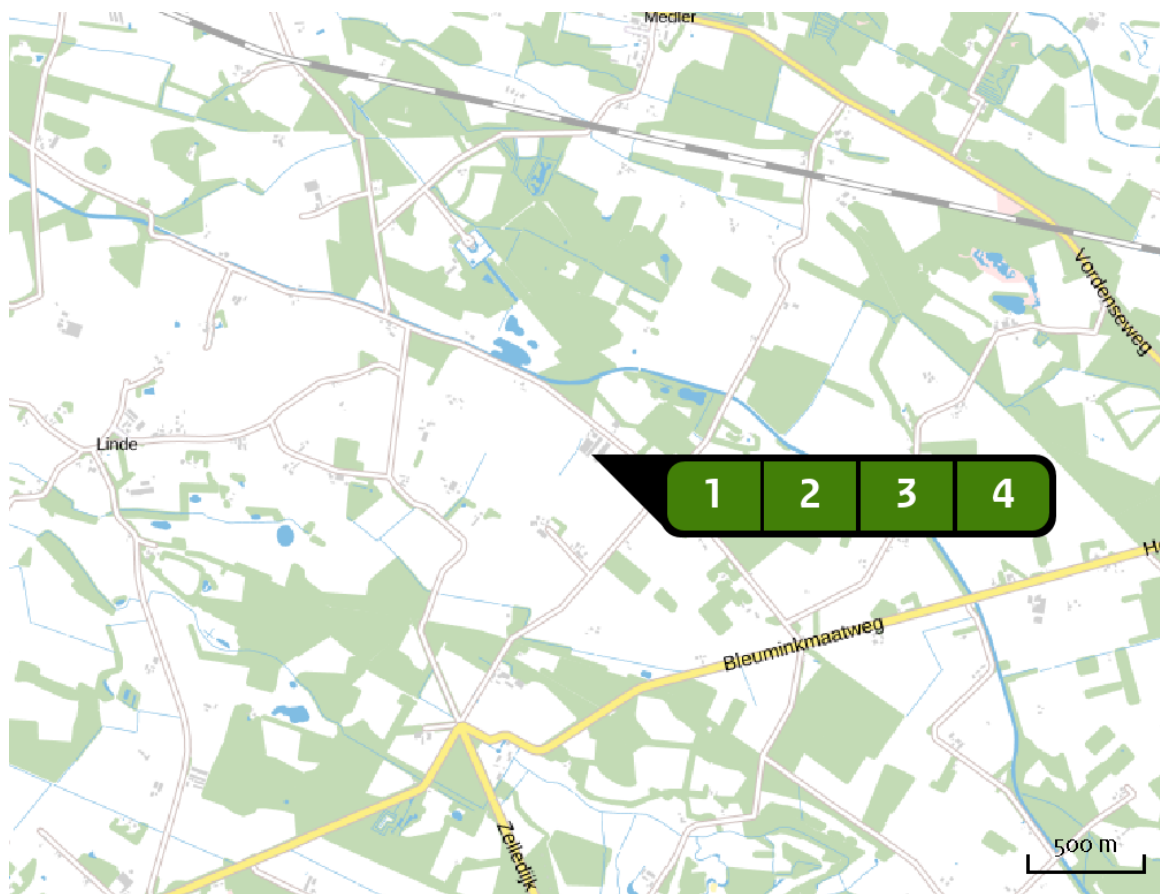 Medler
Vordenseweg
Linde
1 2 3 4
Bleuminkmaatweg
Zelledijk
500 m